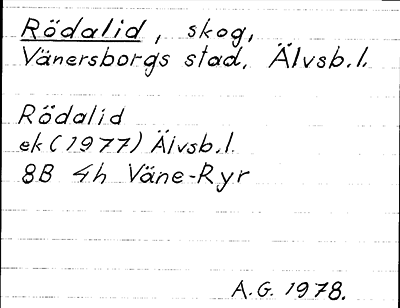 Rödalid, skog,
Vänersborgs stad, Älvsb.l.
Rödalid
ek (1977) Älvsb.l.
8B 4h Väne-Ryr
A.G. 1978.